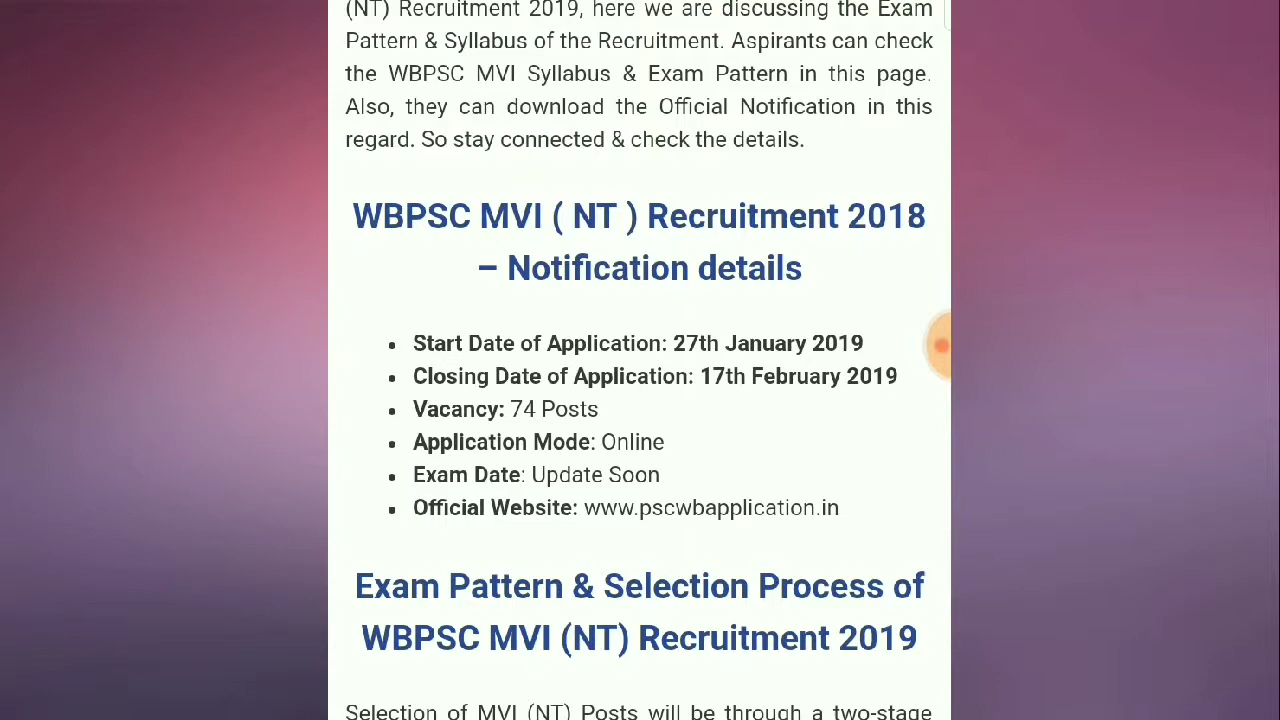 (NT) Recruitment 2019, here we are discussing the Exam
Pattern & Syllabus of the Recruitment. Aspirants can check
the WBPSC MVI Syllabus & Exam Pattern in this page.
Also, they can download the Official Notification in this
regard. So stay connected & check the details.
WBPSC MVI ( NT ) Recruitment 2018
– Notification details
• Start Date of Application: 27th January 2019
• Closing Date of Application: 17th February 2019
• Vacancy: 74 Posts
• Application Mode: Online
• Exam Date: Update Soon
• Official Website: www.pscwbapplication.in
Exam Pattern & Selection Process of
WBPSC MVI (NT) Recruitment 2019
Selection of MVI (NT) Posts will be through a two-stage